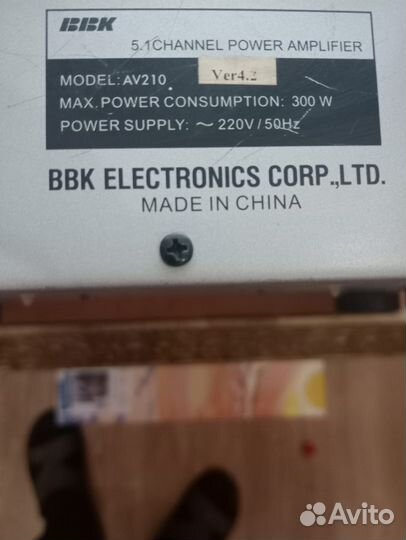 BBK
5.1CHANNEL POWER AMPLIFIER
MODEL: AV210 Ver4.2
MAX. POWER CONSUMPTION: 300 W
POWER SUPPLY: ~ 220V / 50Hz
BBK ELECTRONICS CORP.,LTD.
MADE IN CHINA
Avito